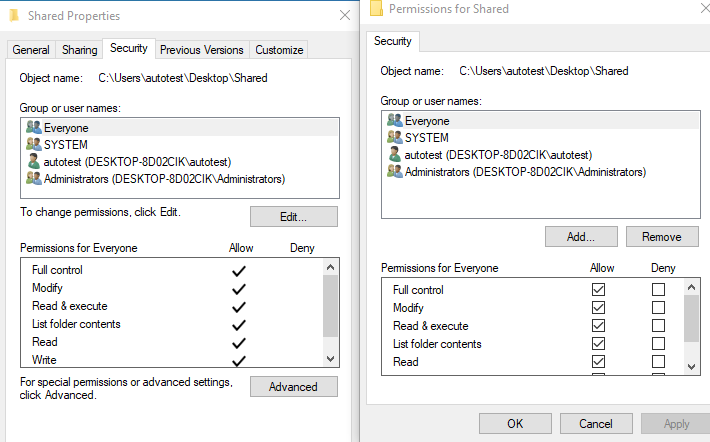 Shared Properties
General Sharing Security Previous Versions Customize
Object name: C:\Users\autotest\Desktop\Shared
Group or user names:
Everyone
SYSTEM
autotest (DESKTOP-8D02CIK\autotest)
Administrators (DESKTOP-8D02CIK\Administrators)
To change permissions, click Edit.
Edit...
Permissions for Everyone Allow Deny
Full control
Modify
Read & execute
List folder contents
Read
Write
For special permissions or advanced settings,
click Advanced.
Advanced
Permissions for Shared
Security
Object name: C:\Users\autotest\Desktop\Shared
Group or user names:
Everyone
SYSTEM
autotest (DESKTOP-8D02CIK\autotest)
Administrators (DESKTOP-8D02CIK\Administrators)
Add... Remove
Permissions for Everyone Allow Deny
Full control
Modify
Read & execute
List folder contents
Read
OK Cancel Apply